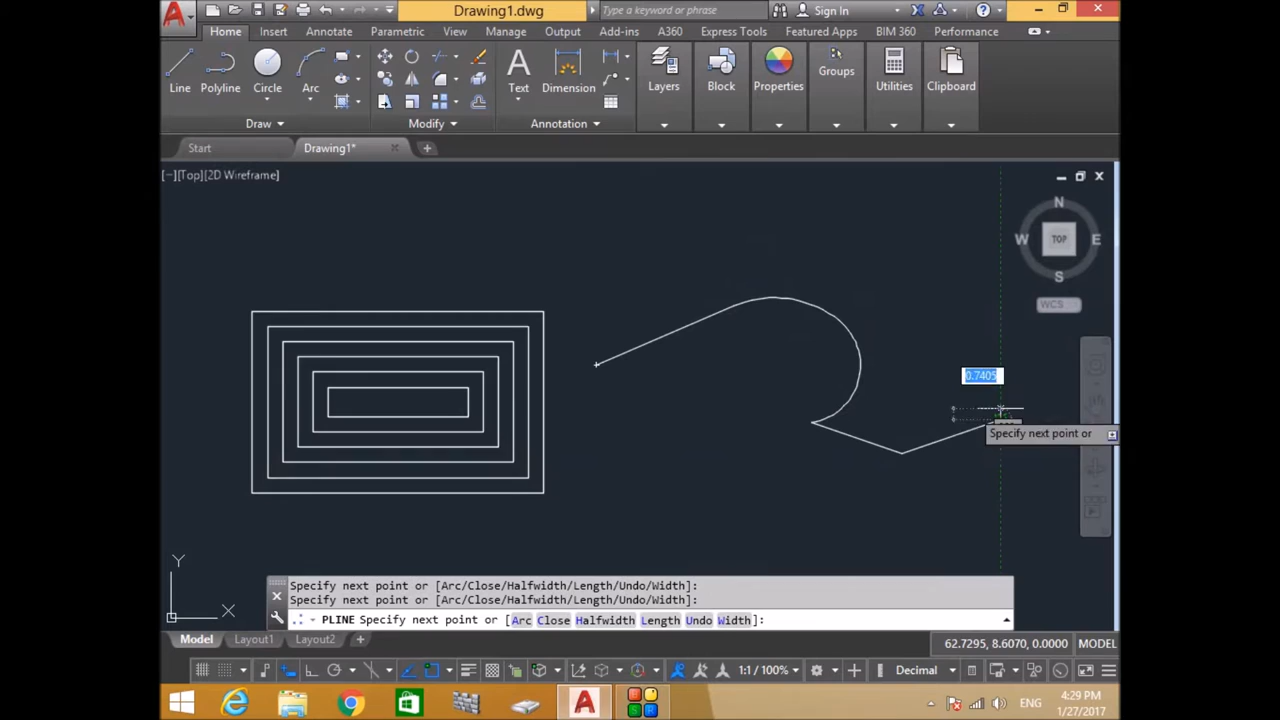 Drawing1.dwg
Type a keyword or phrase
Sign In
Home Insert Annotate Parametric View Manage Output Add-ins A360 Express Tools Featured Apps BIM 360 Performance
Line Polyline Circle Arc
Text Dimension
Layers Block Properties Groups Utilities Clipboard
Draw Modify Annotation
Start Drawing1*
[−][Top][2D Wireframe]
N
W TOP E
S
WCS
0.7405
Specify next point or
Y
X
Specify next point or [Arc/Close/Halfwidth/Length/Undo/Width]:
Specify next point or [Arc/Close/Halfwidth/Length/Undo/Width]:
PLINE Specify next point or [Arc Close Halfwidth Length Undo Width]:
Model Layout1 Layout2
62.7295, 8.6070, 0.0000 MODEL
1:1 / 100% Decimal
ENG
4:29 PM
1/27/2017